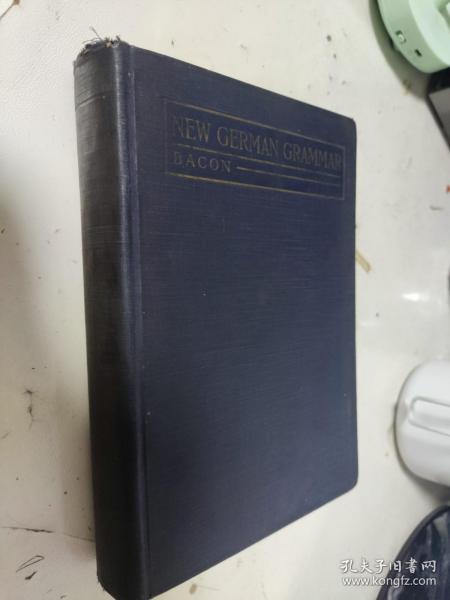 NEW GERMAN GRAMMAR
BACON
孔夫子旧书网
www.kongfz.com